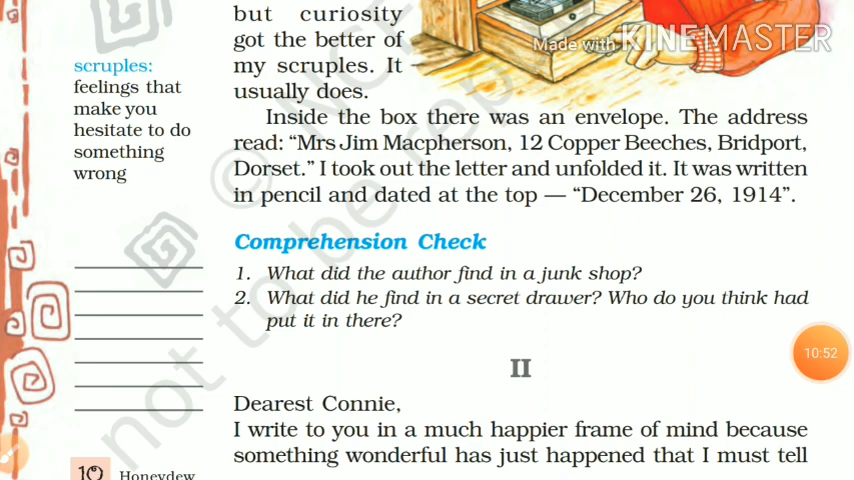 but curiosity
got the better of
my scruples. It
usually does.
Made with KINEMASTER
scruples:
feelings that
make you
hesitate to do
something
wrong
Inside the box there was an envelope. The address
read: “Mrs Jim Macpherson, 12 Copper Beeches, Bridport,
Dorset.” I took out the letter and unfolded it. It was written
in pencil and dated at the top — “December 26, 1914”.
Comprehension Check
1. What did the author find in a junk shop?
2. What did he find in a secret drawer? Who do you think had
put it in there?
10:52
II
Dearest Connie,
I write to you in a much happier frame of mind because
something wonderful has just happened that I must tell
10 Honeydew
© NC
not to be rep